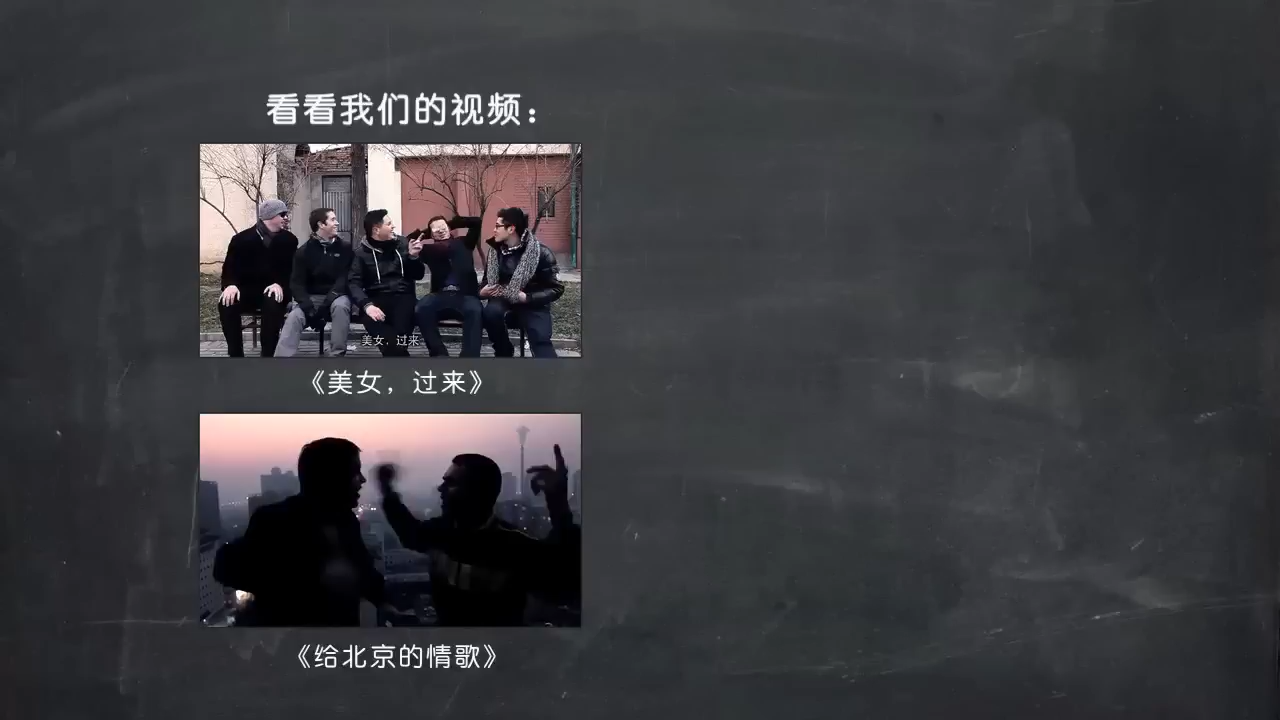 看看我们的视频：
美女，过来
《美女，过来》
《给北京的情歌》